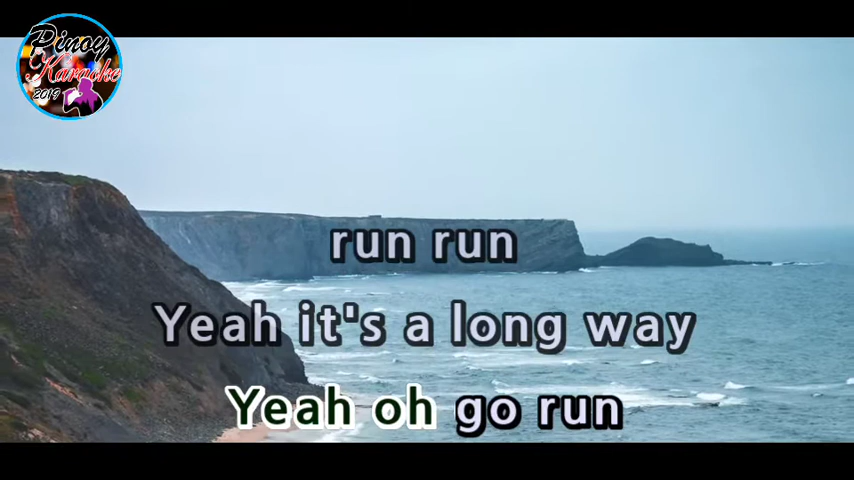 Pinoy
Karaoke
2019
run run
Yeah it's a long way
Yeah oh go run